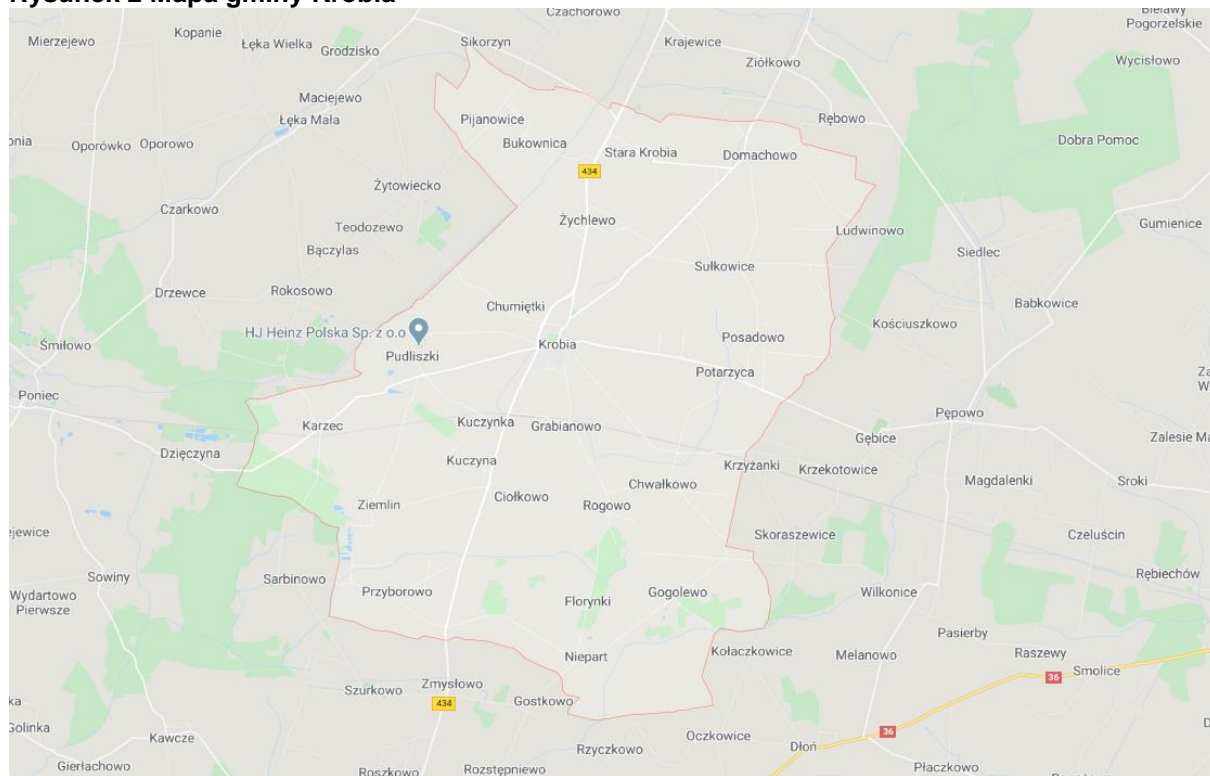 Rysunek 2 Mapa gminy Krobia
Czachorowo
Pogorzelskie
Mierzejewo
Kopanie
Łęka Wielka
Grodzisko
Sikorzyn
Krajewice
Ziółkowo
Wycisłowo
Maciejewo
Łęka Mała
Pijanowice
Rębowo
Oporówko
Oporowo
Bukownica
Stara Krobia
Domachowo
Dobra Pomoc
434
Żytowiecko
Czarkowo
Teodozewo
Żychlewo
Ludwinowo
Gumienice
Bączylas
Siedlec
Sułkowice
Drzewce
Rokosowo
Chumiętki
Babkowice
HJ Heinz Polska Sp. z o.o
Kościuszkowo
Śmiłowo
Pudliszki
Krobia
Posadowo
Potarzyca
Poniec
Pępowo
Karzec
Kuczynka
Grabianowo
Gębice
Zalesie
Dzięczyna
Kuczyna
Krzyżanki
Krzekotowice
Magdalenki
Sroki
Chwałkowo
Ziemlin
Ciołkowo
Rogowo
Skoraszewice
Czeluścin
Sowiny
Sarbinowo
Rębiechów
Wydartowo
Pierwsze
Przyborowo
Florynki
Gogolewo
Wilkonice
Pasierby
Niepart
Kołaczkowice
Melanowo
Raszewy
36
Smolice
Szurkowo
Zmysłowo
434
Gostkowo
Golinka
Kawcze
Oczkowice
36
Dłoń
Rzyczkowo
Gierłachowo
Roszkowo
Rozstępniewo
Płaczkowo